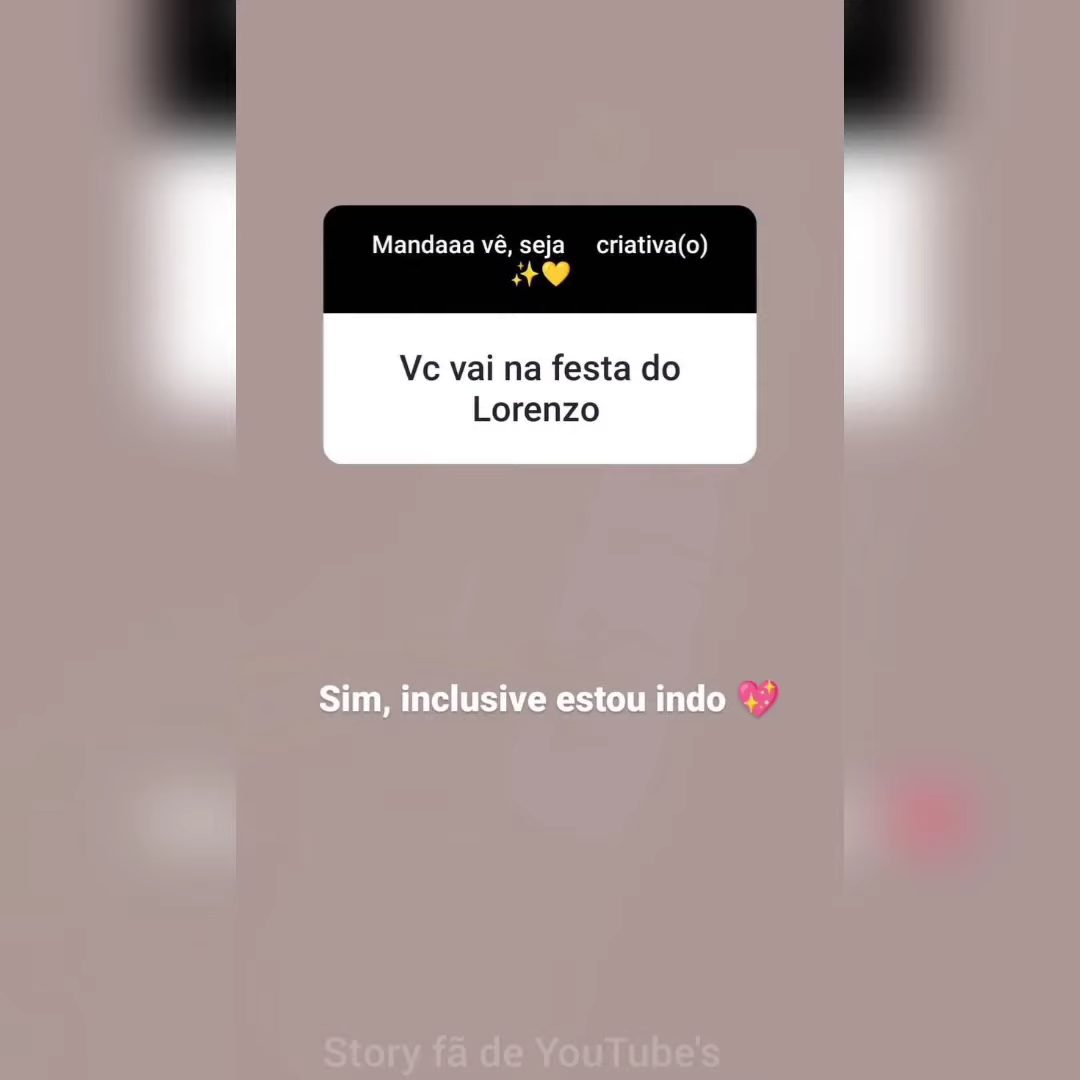 Mandaaa vê, seja criativa(o)
✨💛
Vc vai na festa do
Lorenzo
Sim, inclusive estou indo 💖
Story fã de YouTube's